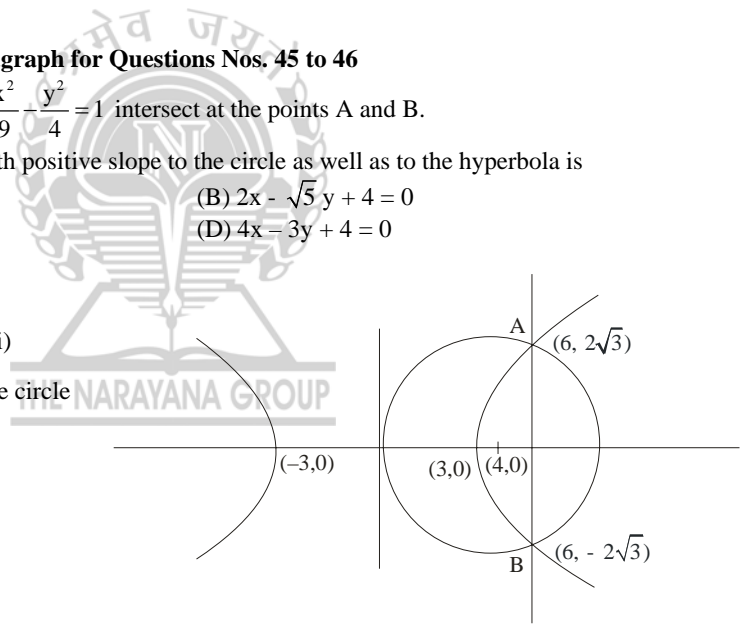 श्रमेव जयते
graph for Questions Nos. 45 to 46
x²/9 − y²/4 = 1 intersect at the points A and B.
th positive slope to the circle as well as to the hyperbola is
(B) 2x - √5 y + 4 = 0
(D) 4x – 3y + 4 = 0
i)
e circle
THE NARAYANA GROUP
A
(6, 2√3)
(–3,0)
(3,0)
(4,0)
B
(6, - 2√3)